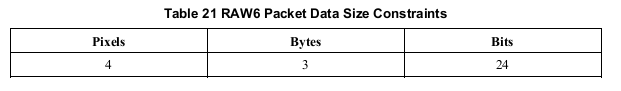 Table 21 RAW6 Packet Data Size Constraints
Pixels Bytes Bits
4 3 24